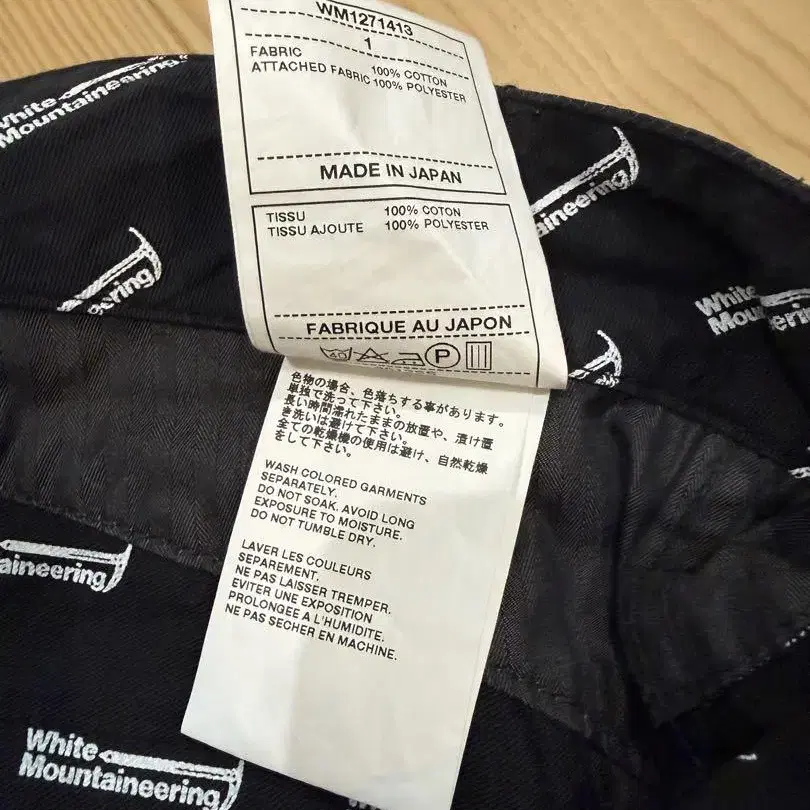 WM1271413
1
FABRIC 100% COTTON
ATTACHED FABRIC 100% POLYESTER
MADE IN JAPAN
TISSU 100% COTON
TISSU AJOUTE 100% POLYESTER
FABRIQUE AU JAPON
40 P
色物の場合、色落ちする事があります。
単独で洗って下さい。
長い時間濡れたままの放置や、漬け置
き洗いは避けて下さい。
全ての乾燥機の使用は避け、自然乾燥
をして下さい。
WASH COLORED GARMENTS
SEPARATELY.
DO NOT SOAK. AVOID LONG
EXPOSURE TO MOISTURE.
DO NOT TUMBLE DRY.
LAVER LES COULEURS
SEPAREMENT.
NE PAS LAISSER TREMPER.
EVITER UNE EXPOSITION
PROLONGEE A L'HUMIDITE.
NE PAS SECHER EN MACHINE.
White
Mountaineering
aineering
ering
White
Mou
erin
aineering
White
Mountaineering